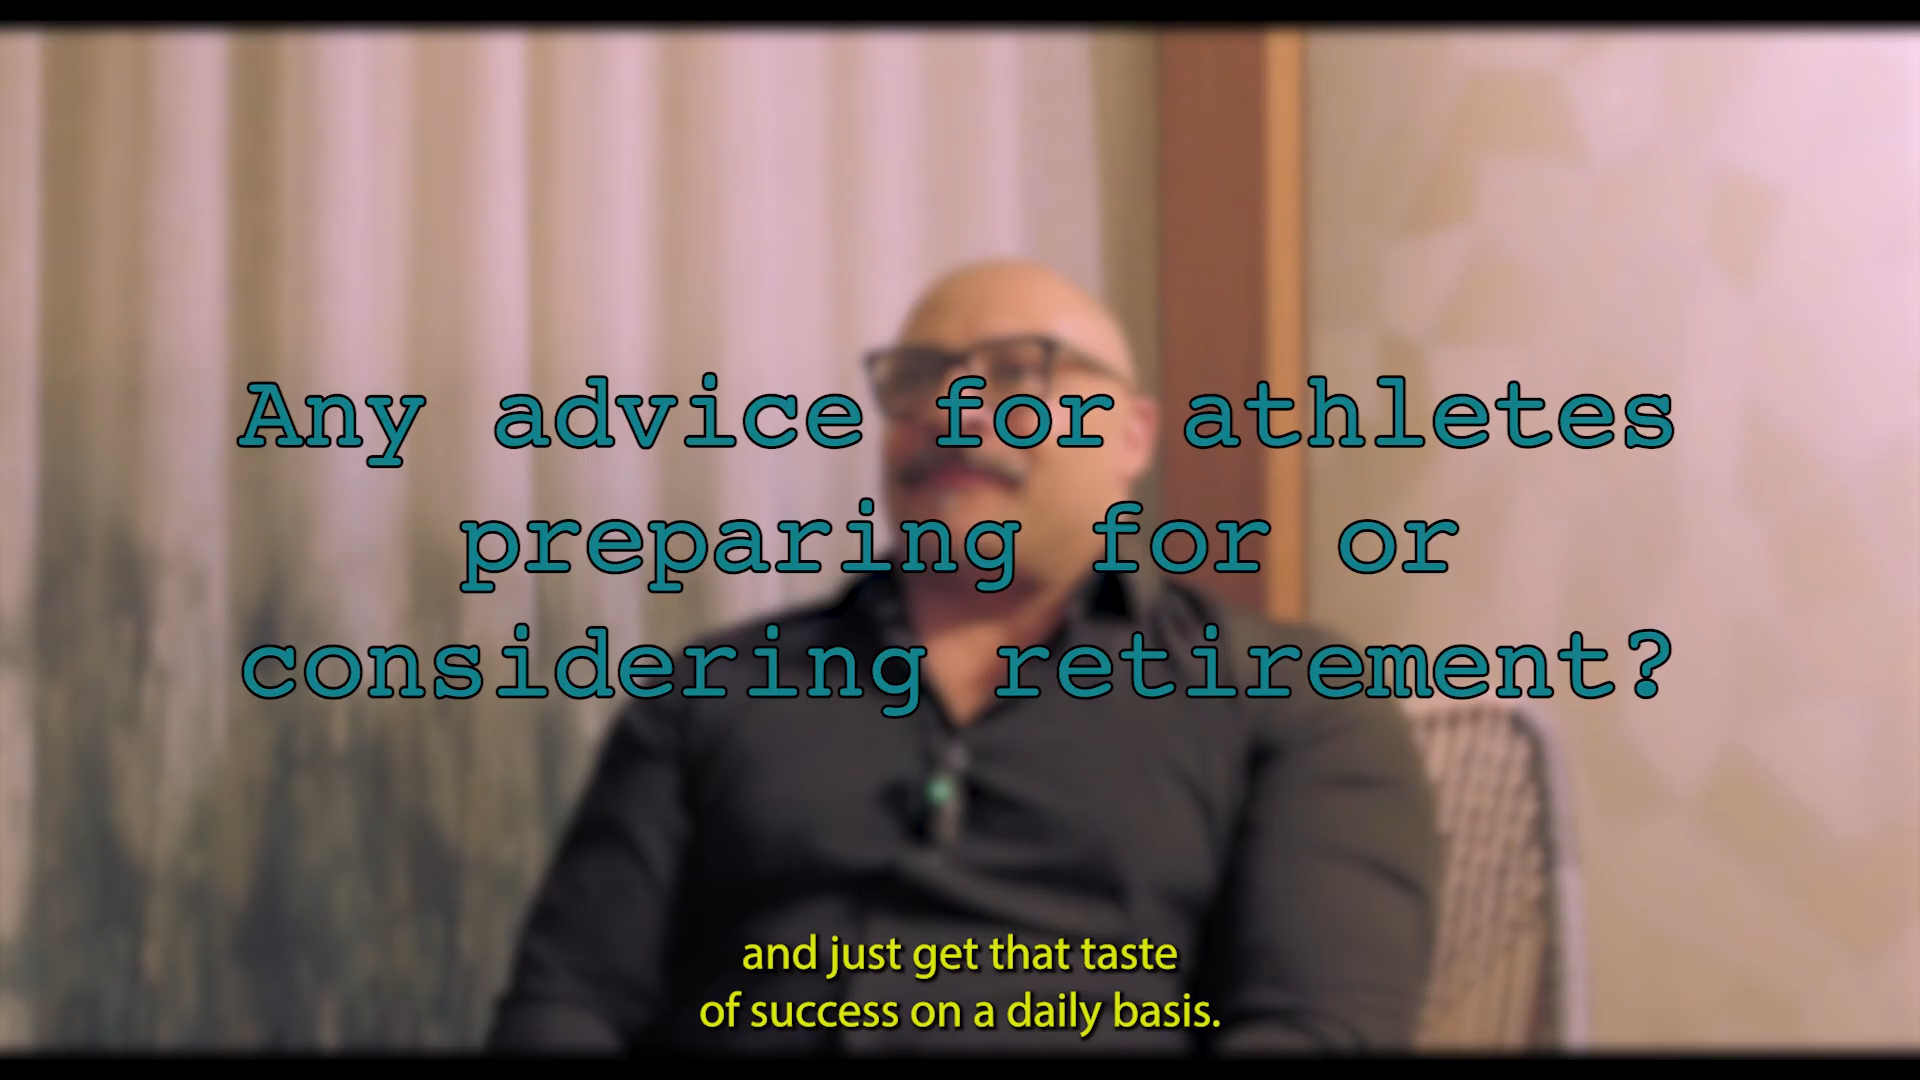 Any advice for athletes
preparing for or
considering retirement?
and just get that taste
of success on a daily basis.